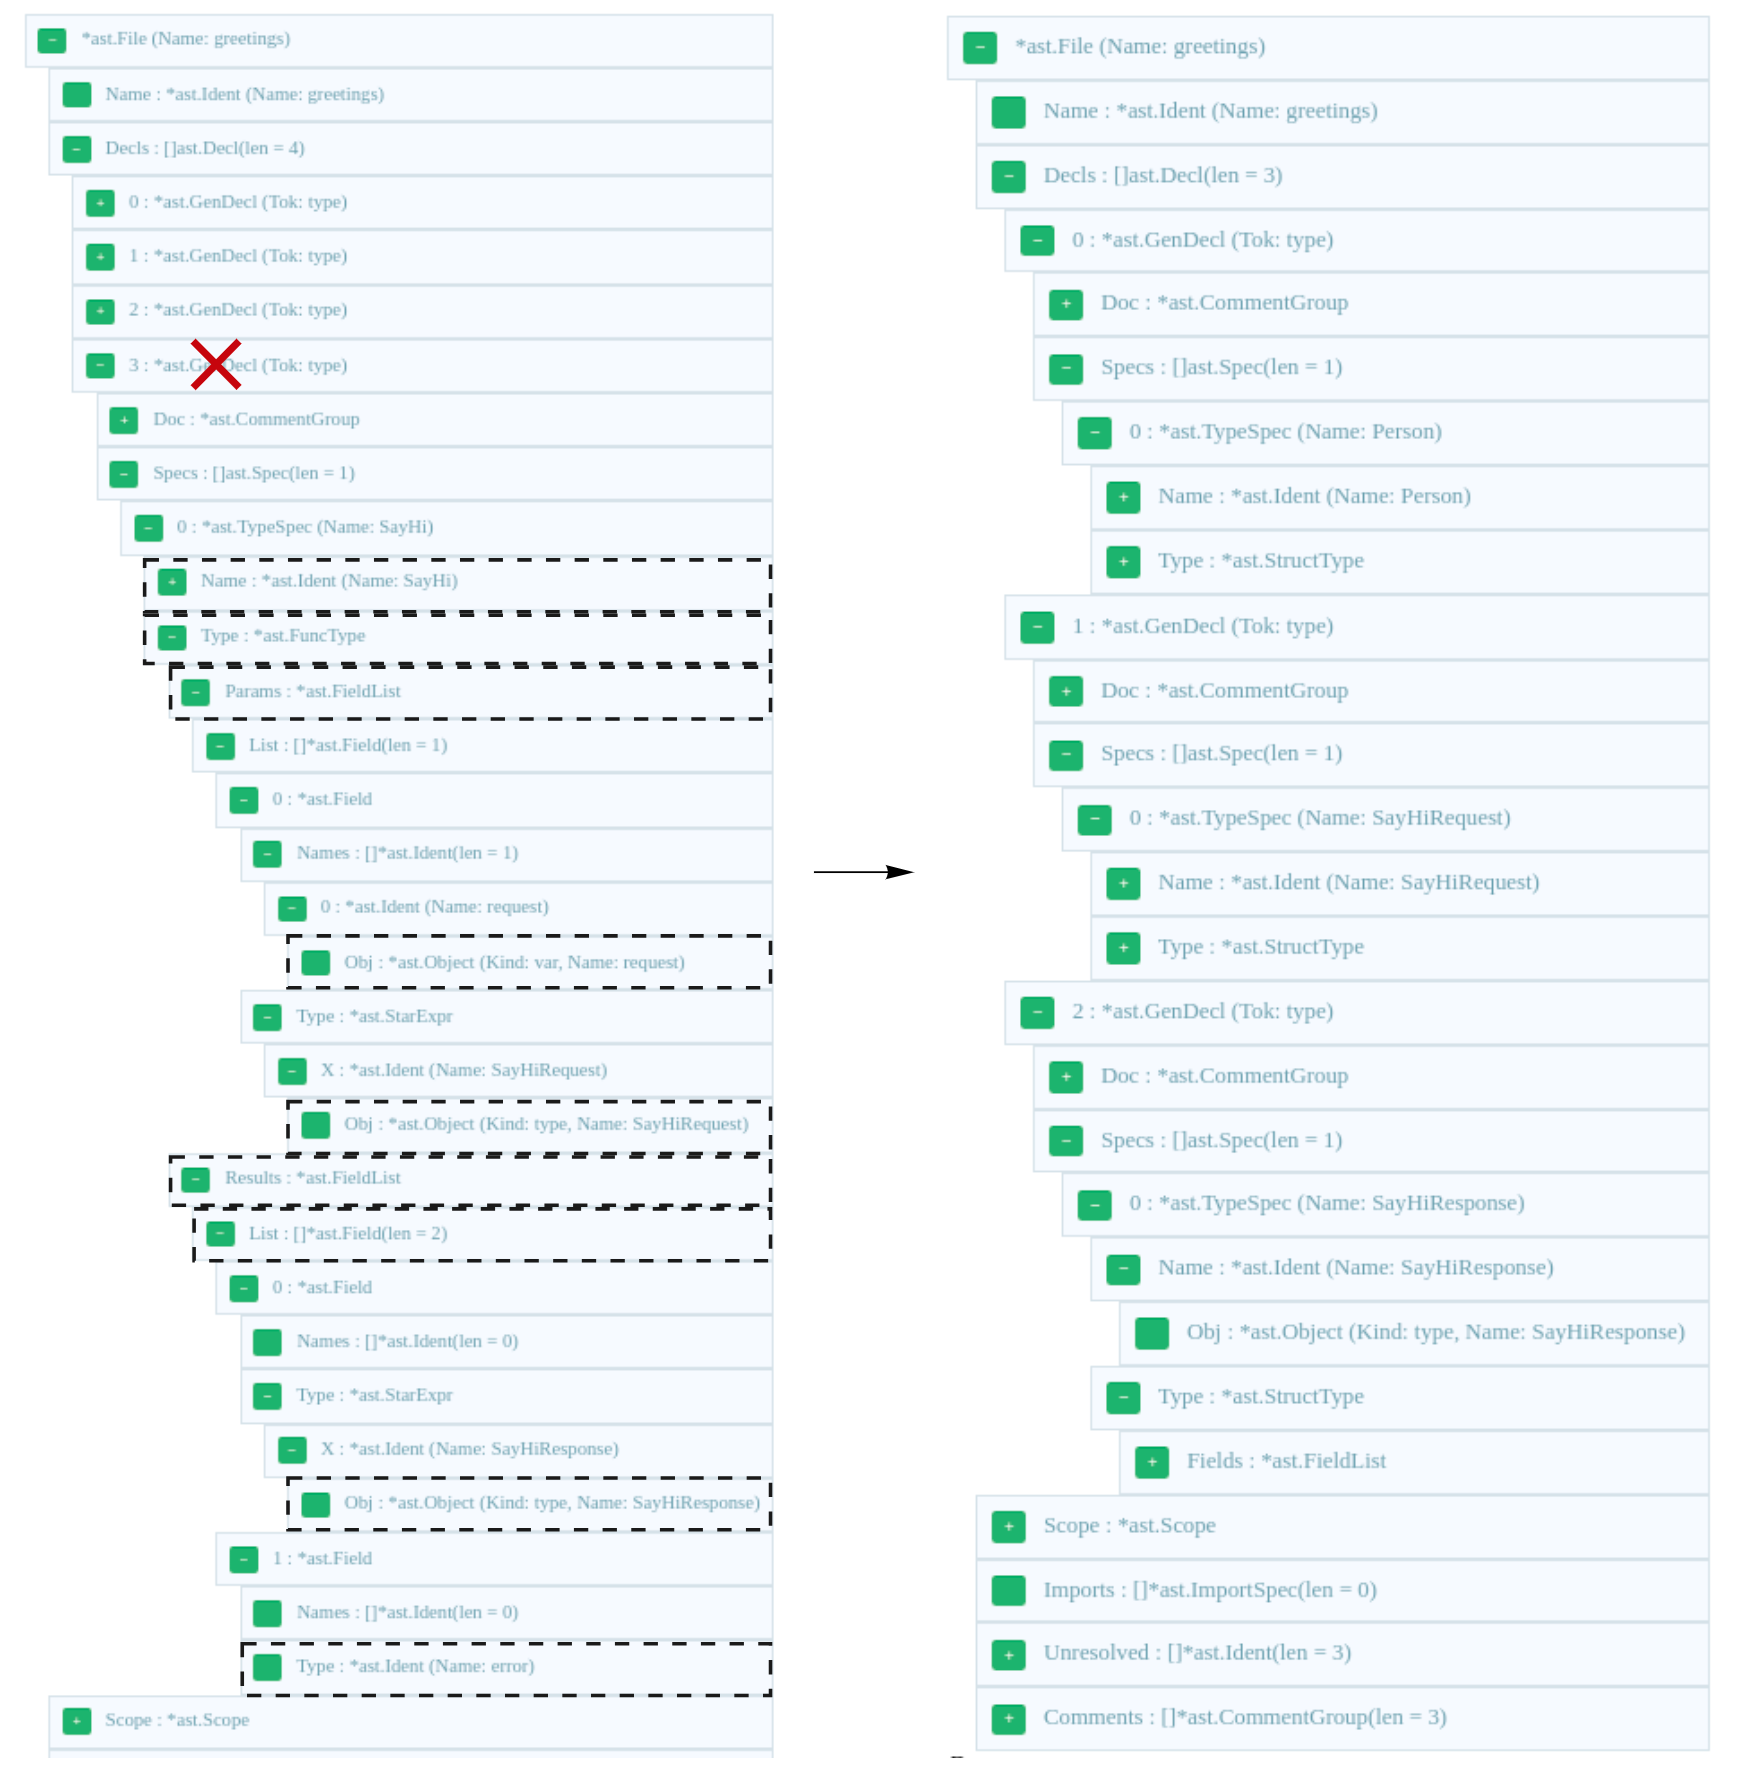 *ast.File (Name: greetings)
Name : *ast.Ident (Name: greetings)
Decls : []ast.Decl(len = 4)
0 : *ast.GenDecl (Tok: type)
1 : *ast.GenDecl (Tok: type)
2 : *ast.GenDecl (Tok: type)
3 : *ast.GenDecl (Tok: type)
Doc : *ast.CommentGroup
Specs : []ast.Spec(len = 1)
0 : *ast.TypeSpec (Name: SayHi)
Name : *ast.Ident (Name: SayHi)
Type : *ast.FuncType
Params : *ast.FieldList
List : []*ast.Field(len = 1)
0 : *ast.Field
Names : []*ast.Ident(len = 1)
0 : *ast.Ident (Name: request)
Obj : *ast.Object (Kind: var, Name: request)
Type : *ast.StarExpr
X : *ast.Ident (Name: SayHiRequest)
Obj : *ast.Object (Kind: type, Name: SayHiRequest)
Results : *ast.FieldList
List : []*ast.Field(len = 2)
0 : *ast.Field
Names : []*ast.Ident(len = 0)
Type : *ast.StarExpr
X : *ast.Ident (Name: SayHiResponse)
Obj : *ast.Object (Kind: type, Name: SayHiResponse)
1 : *ast.Field
Names : []*ast.Ident(len = 0)
Type : *ast.Ident (Name: error)
Scope : *ast.Scope
*ast.File (Name: greetings)
Name : *ast.Ident (Name: greetings)
Decls : []ast.Decl(len = 3)
0 : *ast.GenDecl (Tok: type)
Doc : *ast.CommentGroup
Specs : []ast.Spec(len = 1)
0 : *ast.TypeSpec (Name: Person)
Name : *ast.Ident (Name: Person)
Type : *ast.StructType
1 : *ast.GenDecl (Tok: type)
Doc : *ast.CommentGroup
Specs : []ast.Spec(len = 1)
0 : *ast.TypeSpec (Name: SayHiRequest)
Name : *ast.Ident (Name: SayHiRequest)
Type : *ast.StructType
2 : *ast.GenDecl (Tok: type)
Doc : *ast.CommentGroup
Specs : []ast.Spec(len = 1)
0 : *ast.TypeSpec (Name: SayHiResponse)
Name : *ast.Ident (Name: SayHiResponse)
Obj : *ast.Object (Kind: type, Name: SayHiResponse)
Type : *ast.StructType
Fields : *ast.FieldList
Scope : *ast.Scope
Imports : []*ast.ImportSpec(len = 0)
Unresolved : []*ast.Ident(len = 3)
Comments : []*ast.CommentGroup(len = 3)